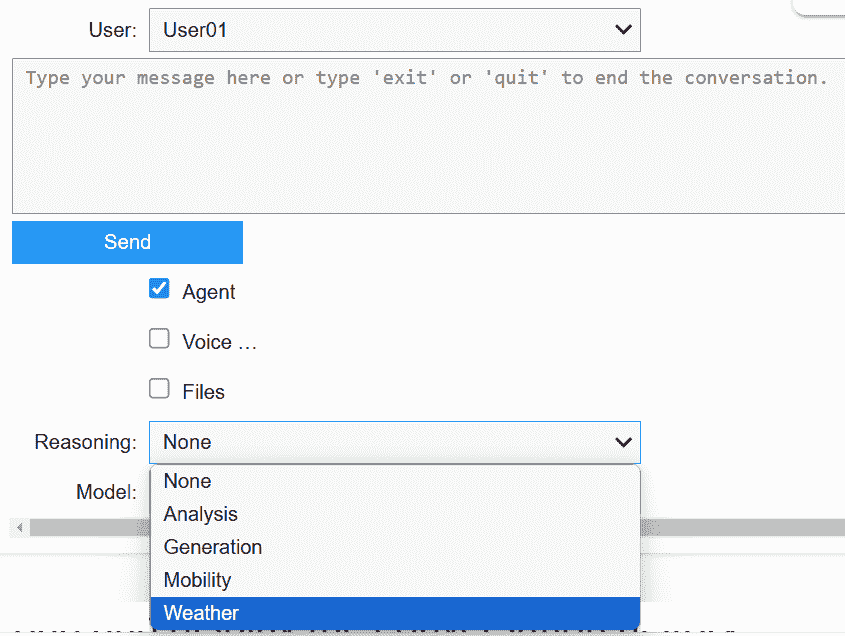 User: User01
Type your message here or type 'exit' or 'quit' to end the conversation.
Send
Agent
Voice …
Files
Reasoning: None
Model:
None
Analysis
Generation
Mobility
Weather